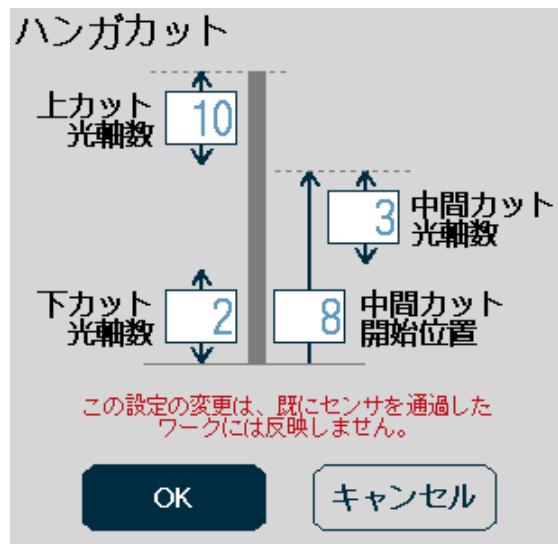 ハンガカット
上カット
光軸数
10
中間カット
光軸数
3
下カット
光軸数
2
8
中間カット
開始位置
この設定の変更は、既にセンサを通過した
ワークには反映しません。
OK
キャンセル